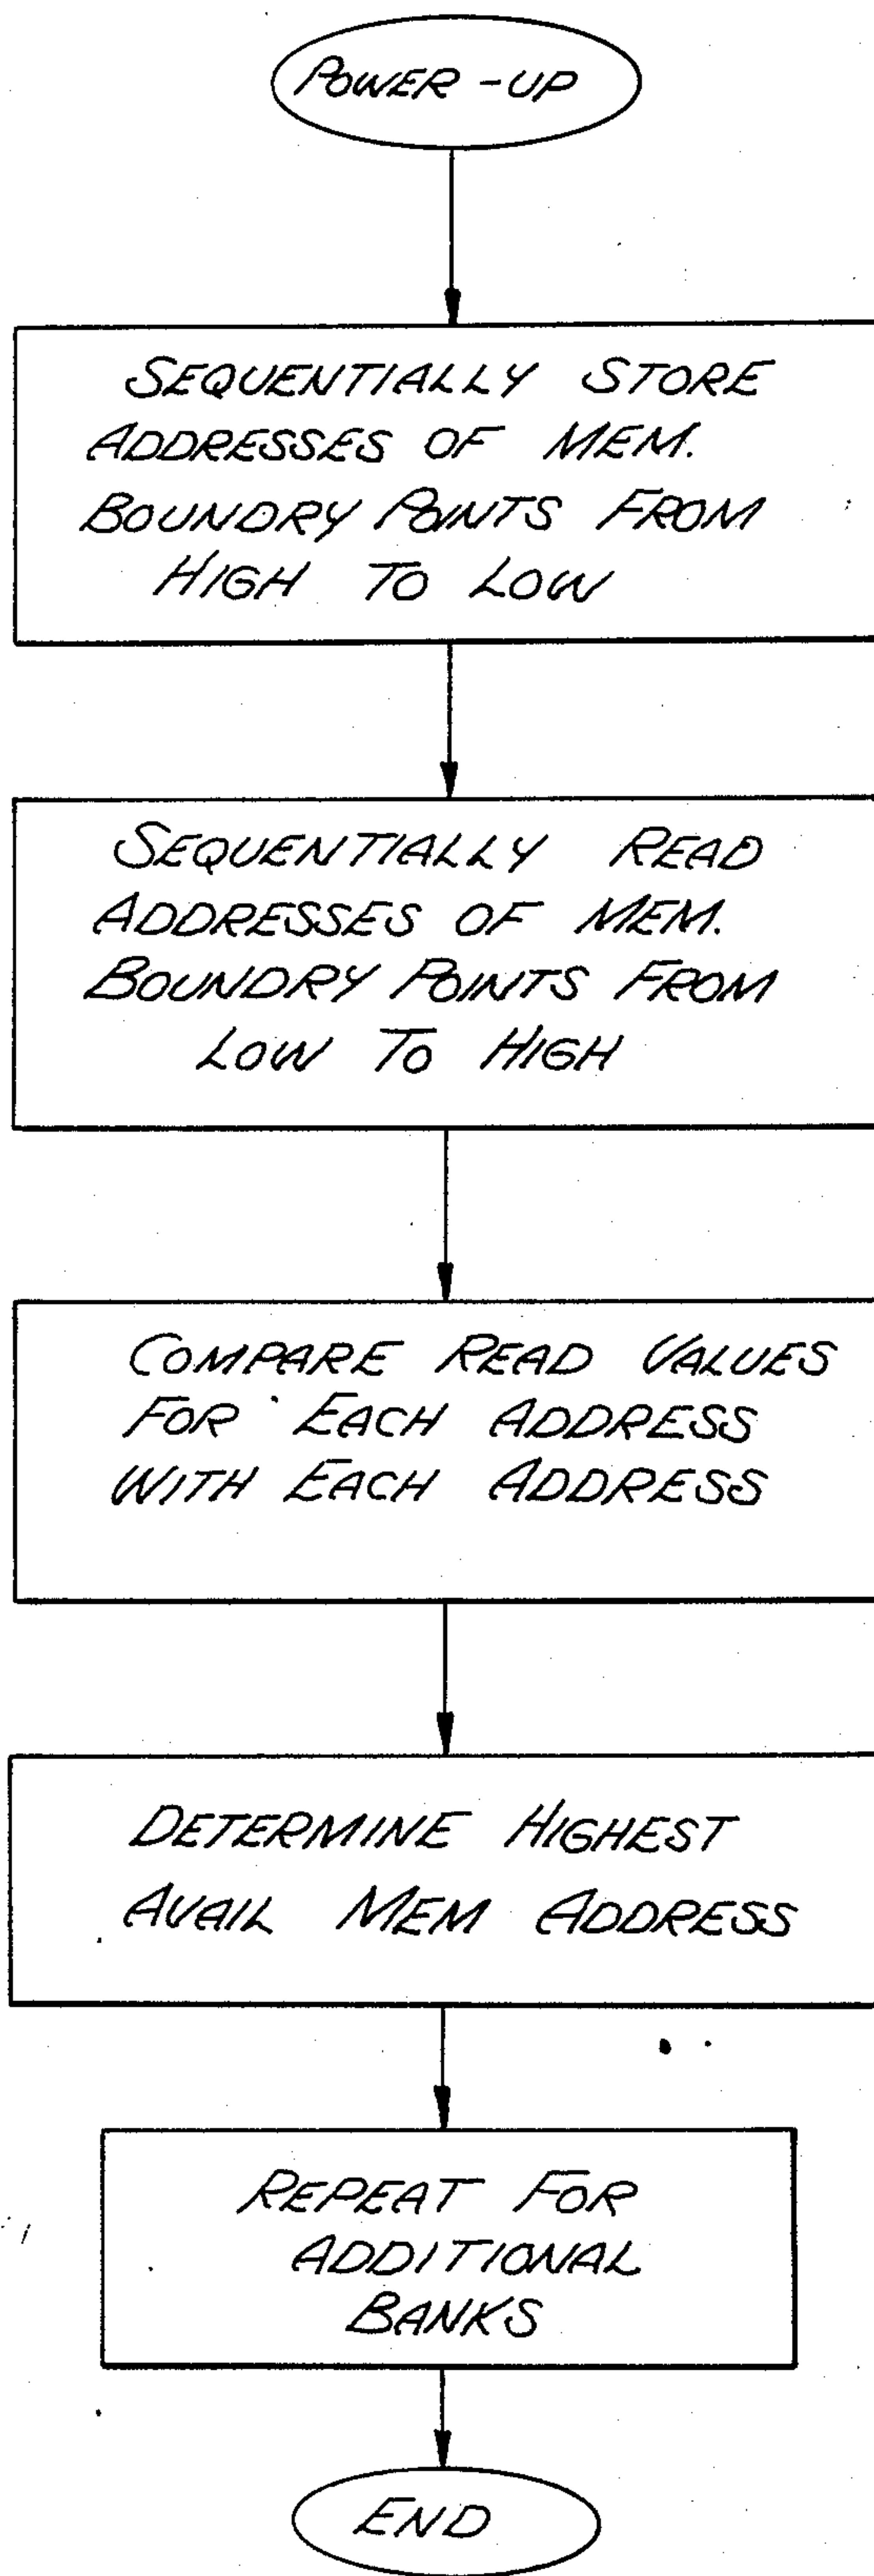 POWER-UP
SEQUENTIALLY STORE
ADDRESSES OF MEM.
BOUNDRY POINTS FROM
HIGH TO LOW
SEQUENTIALLY READ
ADDRESSES OF MEM.
BOUNDRY POINTS FROM
LOW TO HIGH
COMPARE READ VALUES
FOR EACH ADDRESS
WITH EACH ADDRESS
DETERMINE HIGHEST
AVAIL MEM ADDRESS
REPEAT FOR
ADDITIONAL
BANKS
END